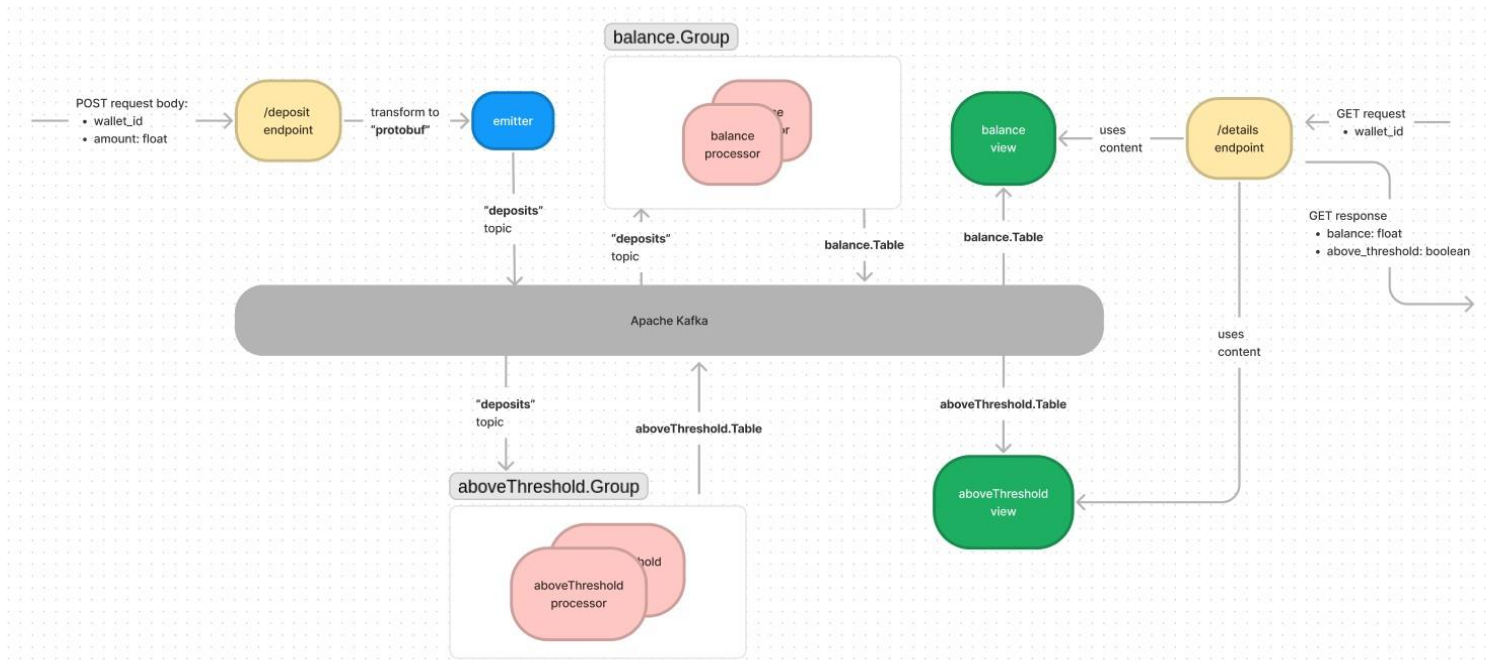 balance.Group
POST request body:
• wallet_id
• amount: float
/deposit
endpoint
transform to
"protobuf"
emitter
balance
processor
balance
view
uses
content
/details
endpoint
GET request
• wallet_id
"deposits"
topic
"deposits"
topic
balance.Table
balance.Table
GET response
• balance: float
• above_threshold: boolean
Apache Kafka
uses
content
"deposits"
topic
aboveThreshold.Table
aboveThreshold.Table
aboveThreshold.Group
aboveThreshold
view
aboveThreshold
processor